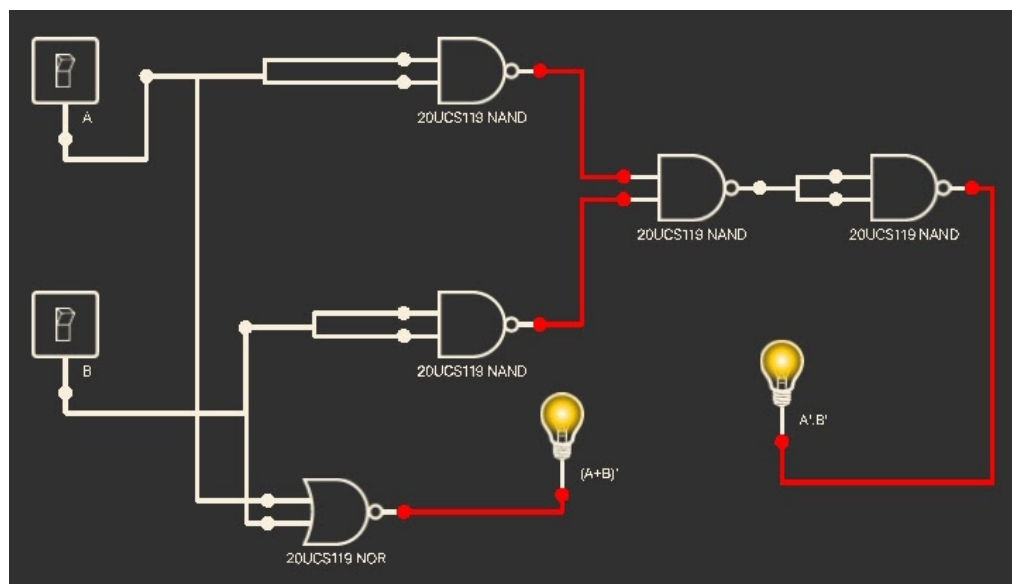 A
20UCS119 NAND
20UCS119 NAND
20UCS119 NAND
B
20UCS119 NAND
A'.B'
(A+B)'
20UCS119 NOR